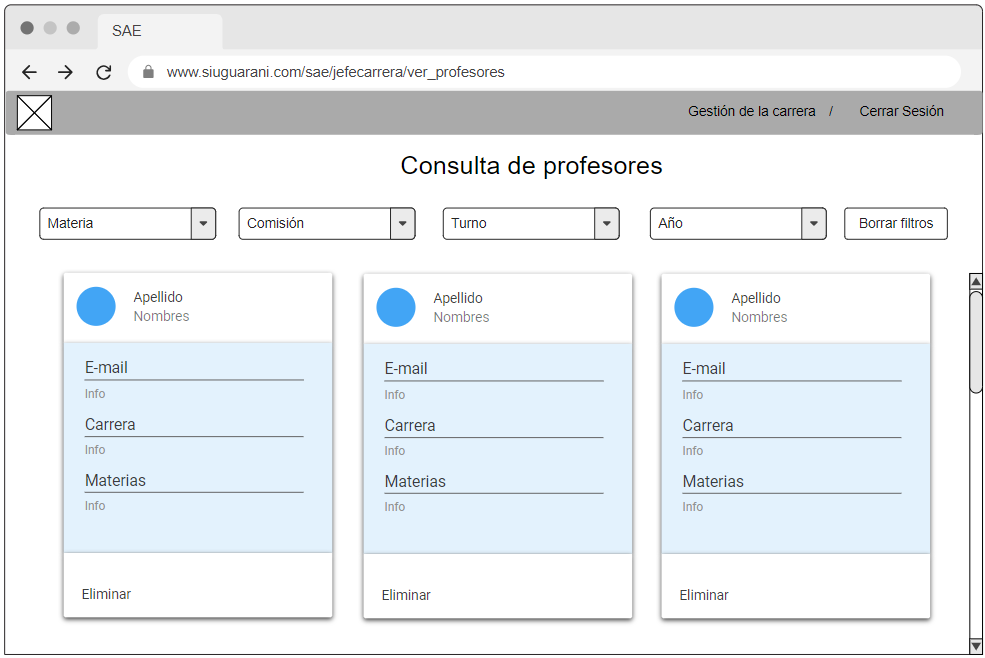 SAE
www.siuguarani.com/sae/jefecarrera/ver_profesores
Gestión de la carrera / Cerrar Sesión
Consulta de profesores
Materia Comisión Turno Año Borrar filtros
Apellido
Nombres
E-mail
Info
Carrera
Info
Materias
Info
Eliminar
Apellido
Nombres
E-mail
Info
Carrera
Info
Materias
Info
Eliminar
Apellido
Nombres
E-mail
Info
Carrera
Info
Materias
Info
Eliminar